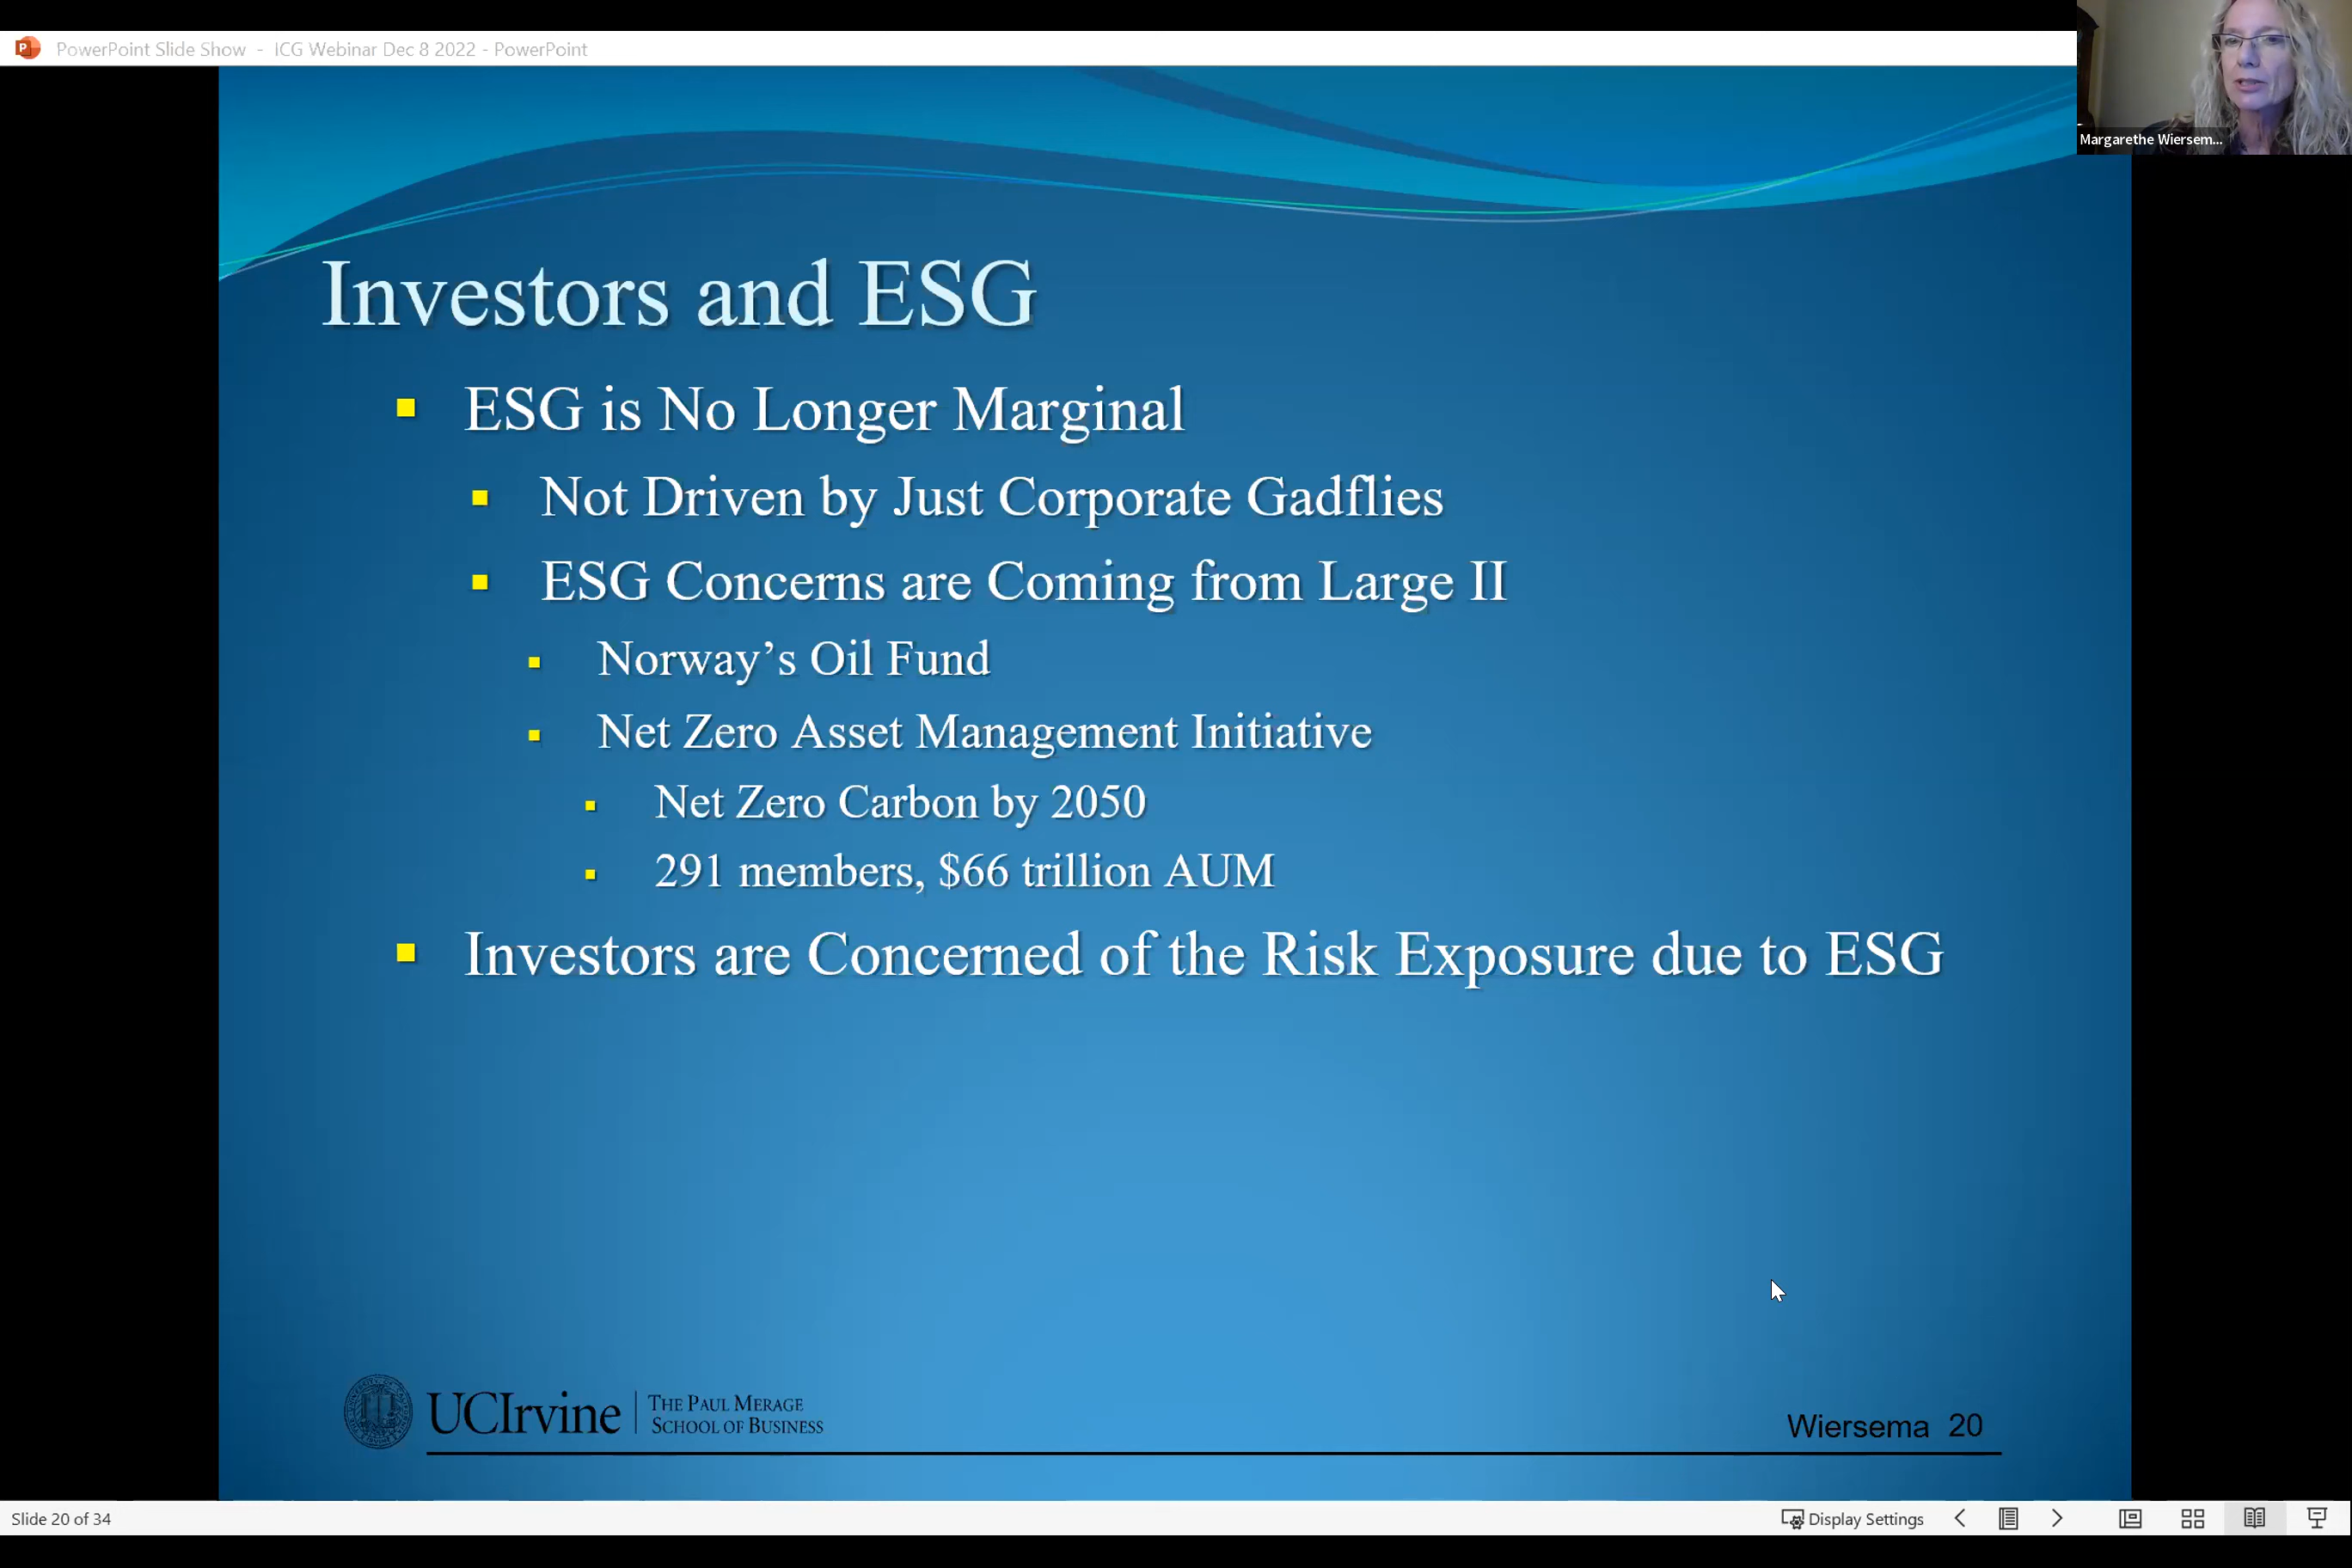 PowerPoint Slide Show - ICG Webinar Dec 8 2022 - PowerPoint
Margarethe Wiersem...
Investors and ESG
ESG is No Longer Marginal
Not Driven by Just Corporate Gadflies
ESG Concerns are Coming from Large II
Norway’s Oil Fund
Net Zero Asset Management Initiative
Net Zero Carbon by 2050
291 members, $66 trillion AUM
Investors are Concerned of the Risk Exposure due to ESG
UCIrvine
THE PAUL MERAGE
SCHOOL OF BUSINESS
Wiersema 20
Slide 20 of 34
Display Settings